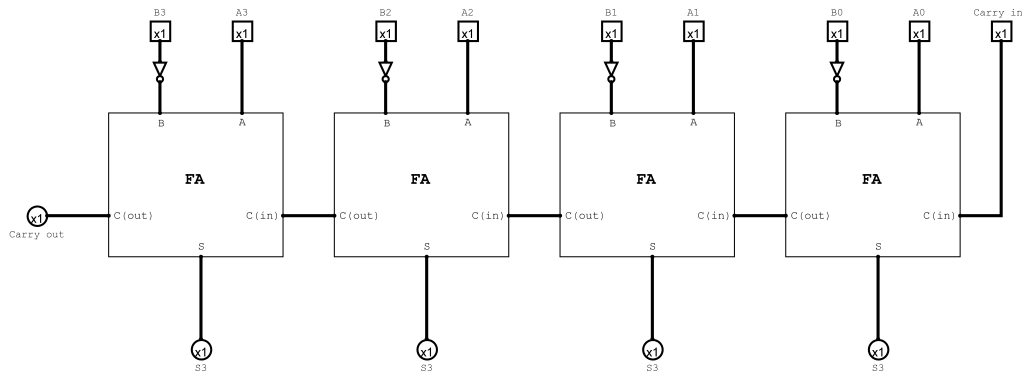 B3 A3 B2 A2 B1 A1 B0 A0 Carry in
x1 x1 x1 x1 x1 x1 x1 x1 x1
B A B A B A B A
FA FA FA FA
x1 C(out) C(in) C(out) C(in) C(out) C(in) C(out) C(in)
Carry out
S S S S
x1 x1 x1 x1
S3 S3 S3 S3